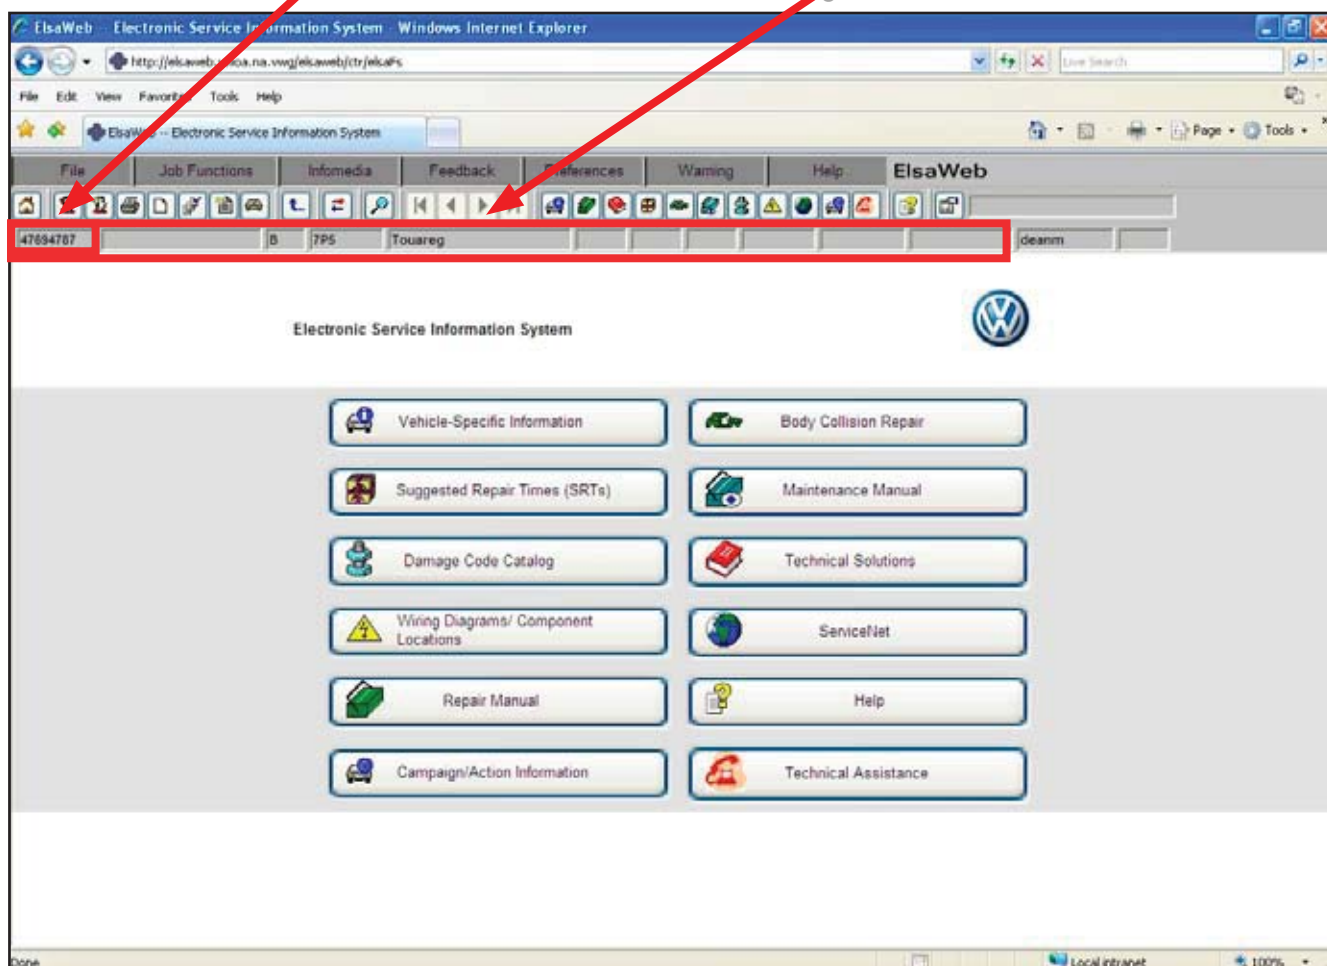 ElsaWeb - Electronic Service Information System - Windows Internet Explorer
Live Search
File Edit View Favorites Tools Help
ElsaWeb -- Electronic Service Information System
Page Tools
File Job Functions Infomedia Feedback Preferences Warning Help ElsaWeb
47694787 B 7P5 Touareg deanm
Electronic Service Information System
Vehicle-Specific Information Body Collision Repair
Suggested Repair Times (SRTs) Maintenance Manual
Damage Code Catalog Technical Solutions
Wiring Diagrams/ Component
Locations
ServiceNet
Repair Manual Help
Campaign/Action Information Technical Assistance
Done Local intranet 100%